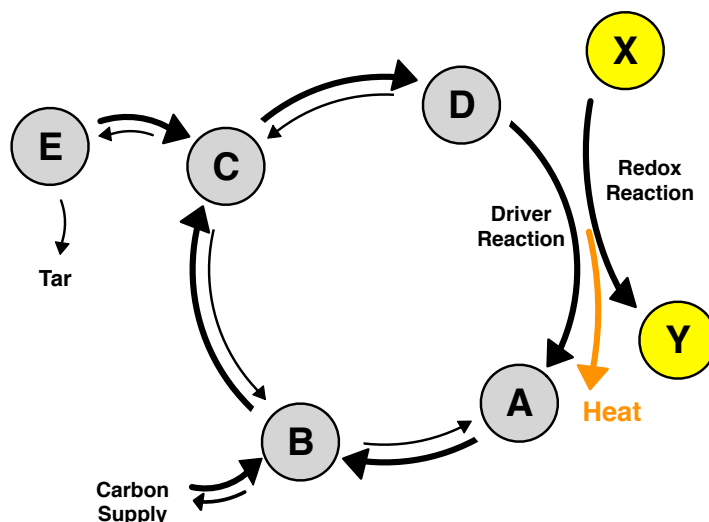 X
D
E
C
Redox
Reaction
Driver
Reaction
Tar
Y
A
Heat
B
Carbon
Supply